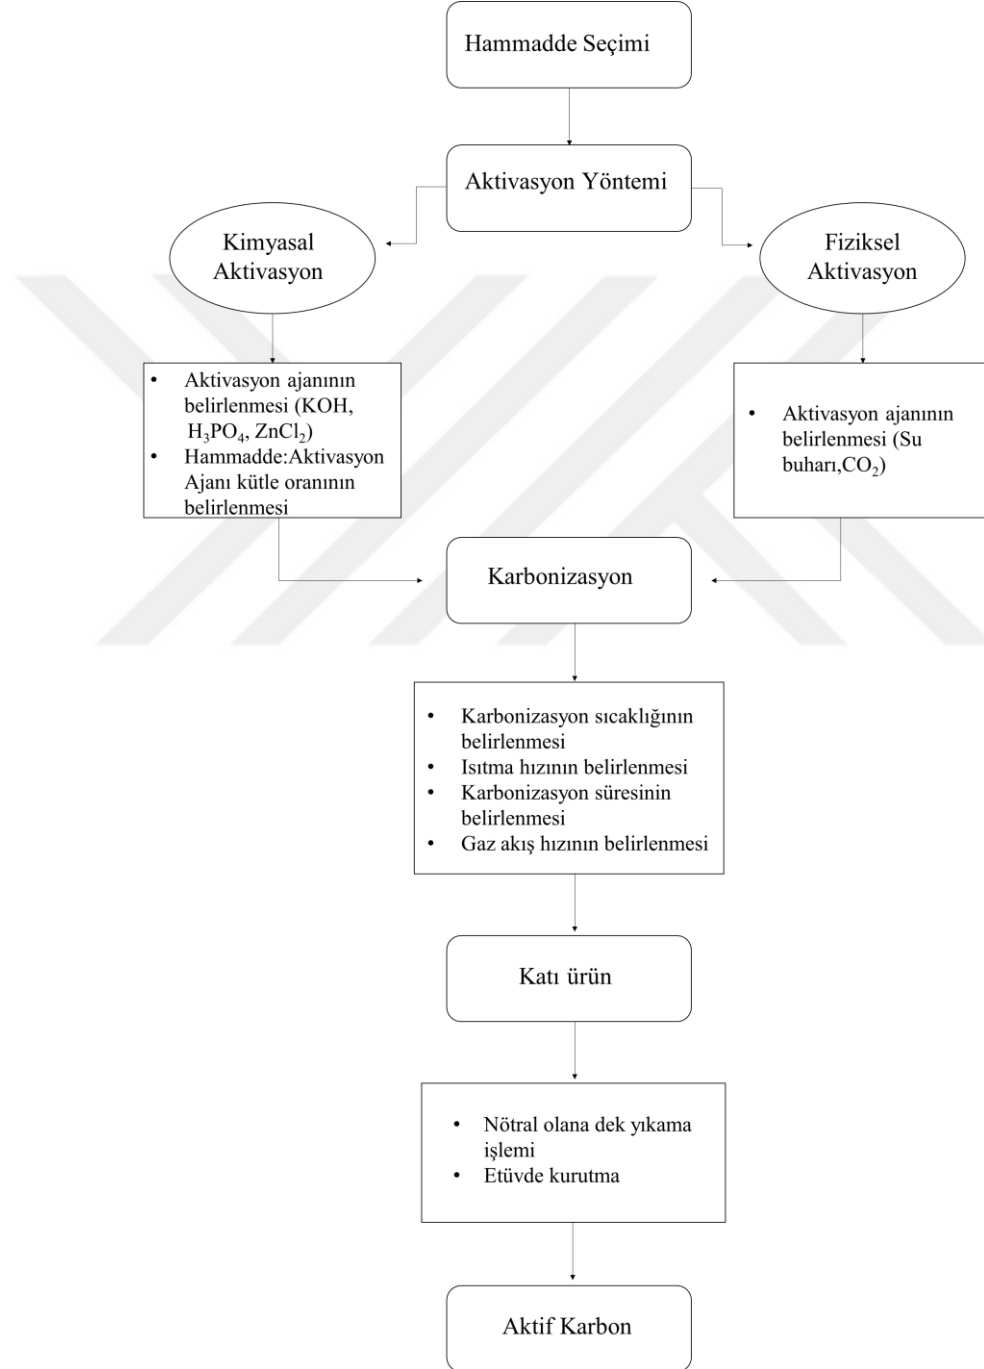 Hammadde Seçimi
Aktivasyon Yöntemi
Kimyasal
Aktivasyon
Fiziksel
Aktivasyon
• Aktivasyon ajanının
belirlenmesi (KOH,
H₃PO₄, ZnCl₂)
• Hammadde:Aktivasyon
Ajanı kütle oranının
belirlenmesi
• Aktivasyon ajanının
belirlenmesi (Su
buharı,CO₂)
Karbonizasyon
• Karbonizasyon sıcaklığının
belirlenmesi
• Isıtma hızının belirlenmesi
• Karbonizasyon süresinin
belirlenmesi
• Gaz akış hızının belirlenmesi
Katı ürün
• Nötral olana dek yıkama
işlemi
• Etüvde kurutma
Aktif Karbon